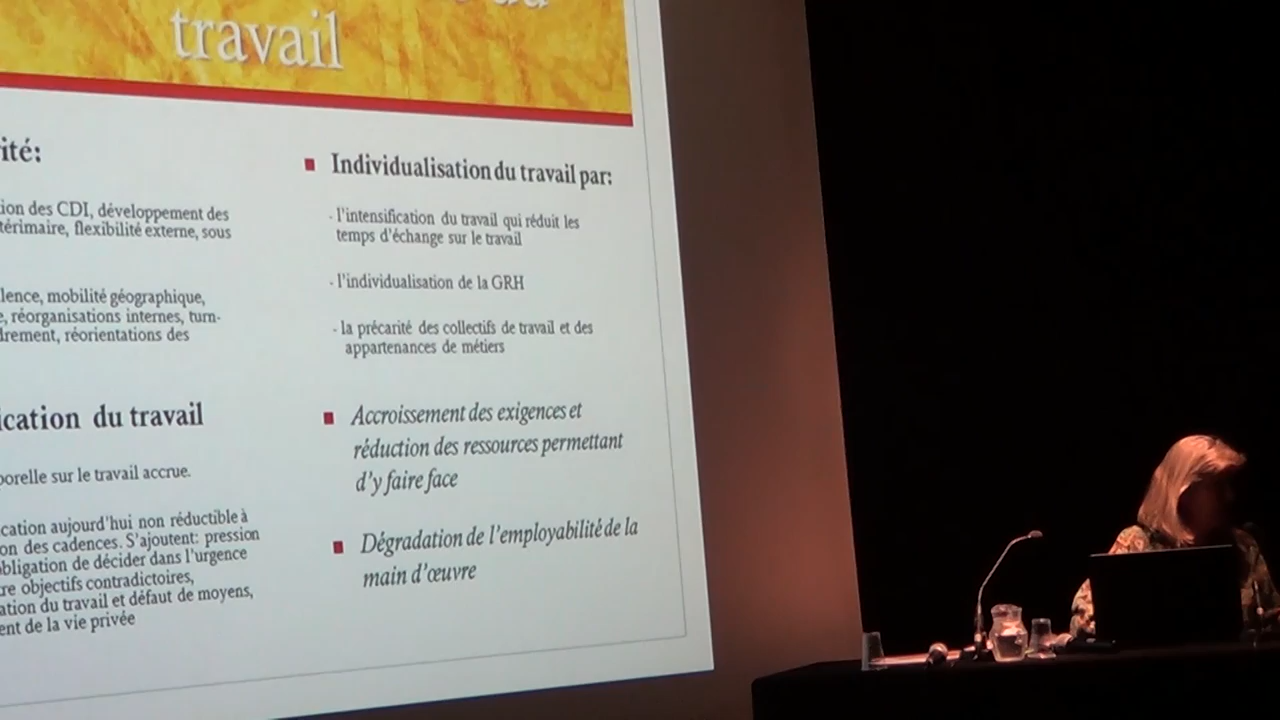 travail
ité:
ion des CDI, développement des
térimaire, flexibilité externe, sous
lence, mobilité géographique,
, réorganisations internes, turn-
drement, réorientations des
ication du travail
porelle sur le travail accrue.
cation aujourd'hui non réductible à
on des cadences. S'ajoutent: pression
obligation de décider dans l'urgence
re objectifs contradictoires,
ation du travail et défaut de moyens,
ent de la vie privée
Individualisation du travail par:
- l'intensification du travail qui réduit les
temps d'échange sur le travail
- l'individualisation de la GRH
- la précarité des collectifs de travail et des
appartenances de métiers
Accroissement des exigences et
réduction des ressources permettant
d'y faire face
Dégradation de l'employabilité de la
main d'œuvre